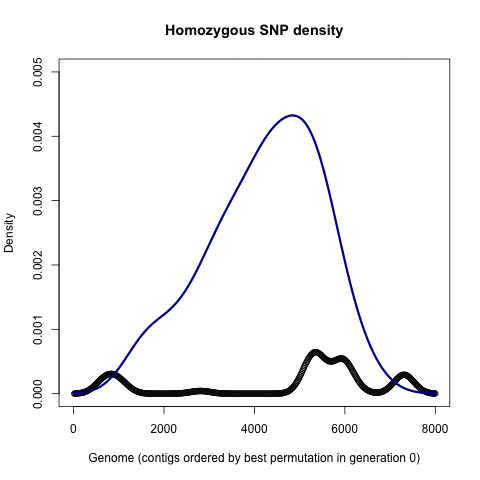 Homozygous SNP density
Density
0.005
0.004
0.003
0.002
0.001
0.000
0 2000 4000 6000 8000
Genome (contigs ordered by best permutation in generation 0)